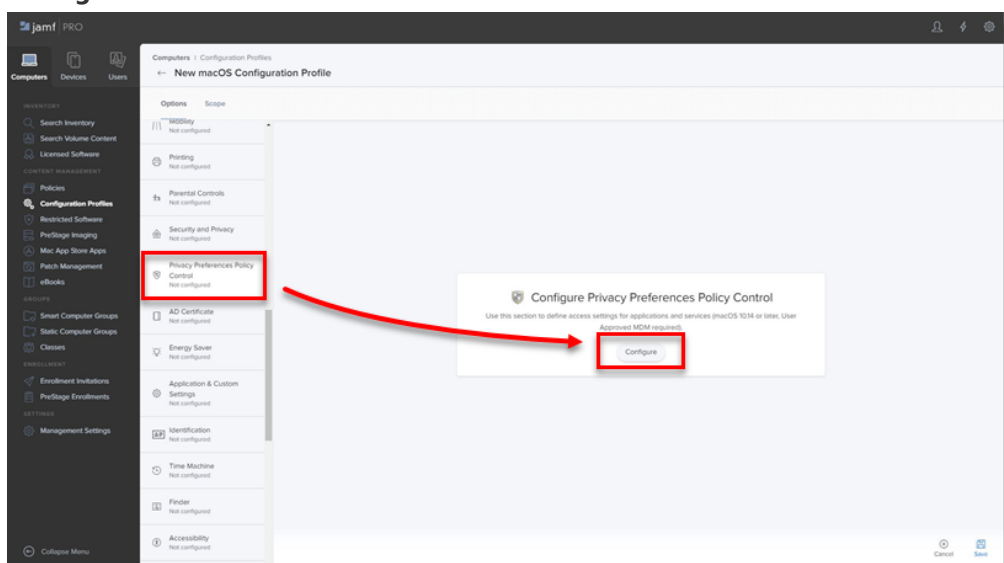 jamf PRO
Computers Devices Users
INVENTORY
Search Inventory
Search Volume Content
Licensed Software
CONTENT MANAGEMENT
Policies
Configuration Profiles
Restricted Software
PreStage Imaging
Mac App Store Apps
Patch Management
eBooks
GROUPS
Smart Computer Groups
Static Computer Groups
Classes
ENROLLMENT
Enrollment Invitations
PreStage Enrollments
SETTINGS
Management Settings
Collapse Menu
Computers / Configuration Profiles
← New macOS Configuration Profile
Options Scope
Mobility
Not configured
Printing
Not configured
Parental Controls
Not configured
Security and Privacy
Not configured
Privacy Preferences Policy
Control
Not configured
AD Certificate
Not configured
Energy Saver
Not configured
Application & Custom
Settings
Not configured
Identification
Not configured
Time Machine
Not configured
Finder
Not configured
Accessibility
Not configured
Configure Privacy Preferences Policy Control
Use this section to define access settings for applications and services (macOS 10.14 or later, User
Approved MDM required).
Configure
Cancel Save